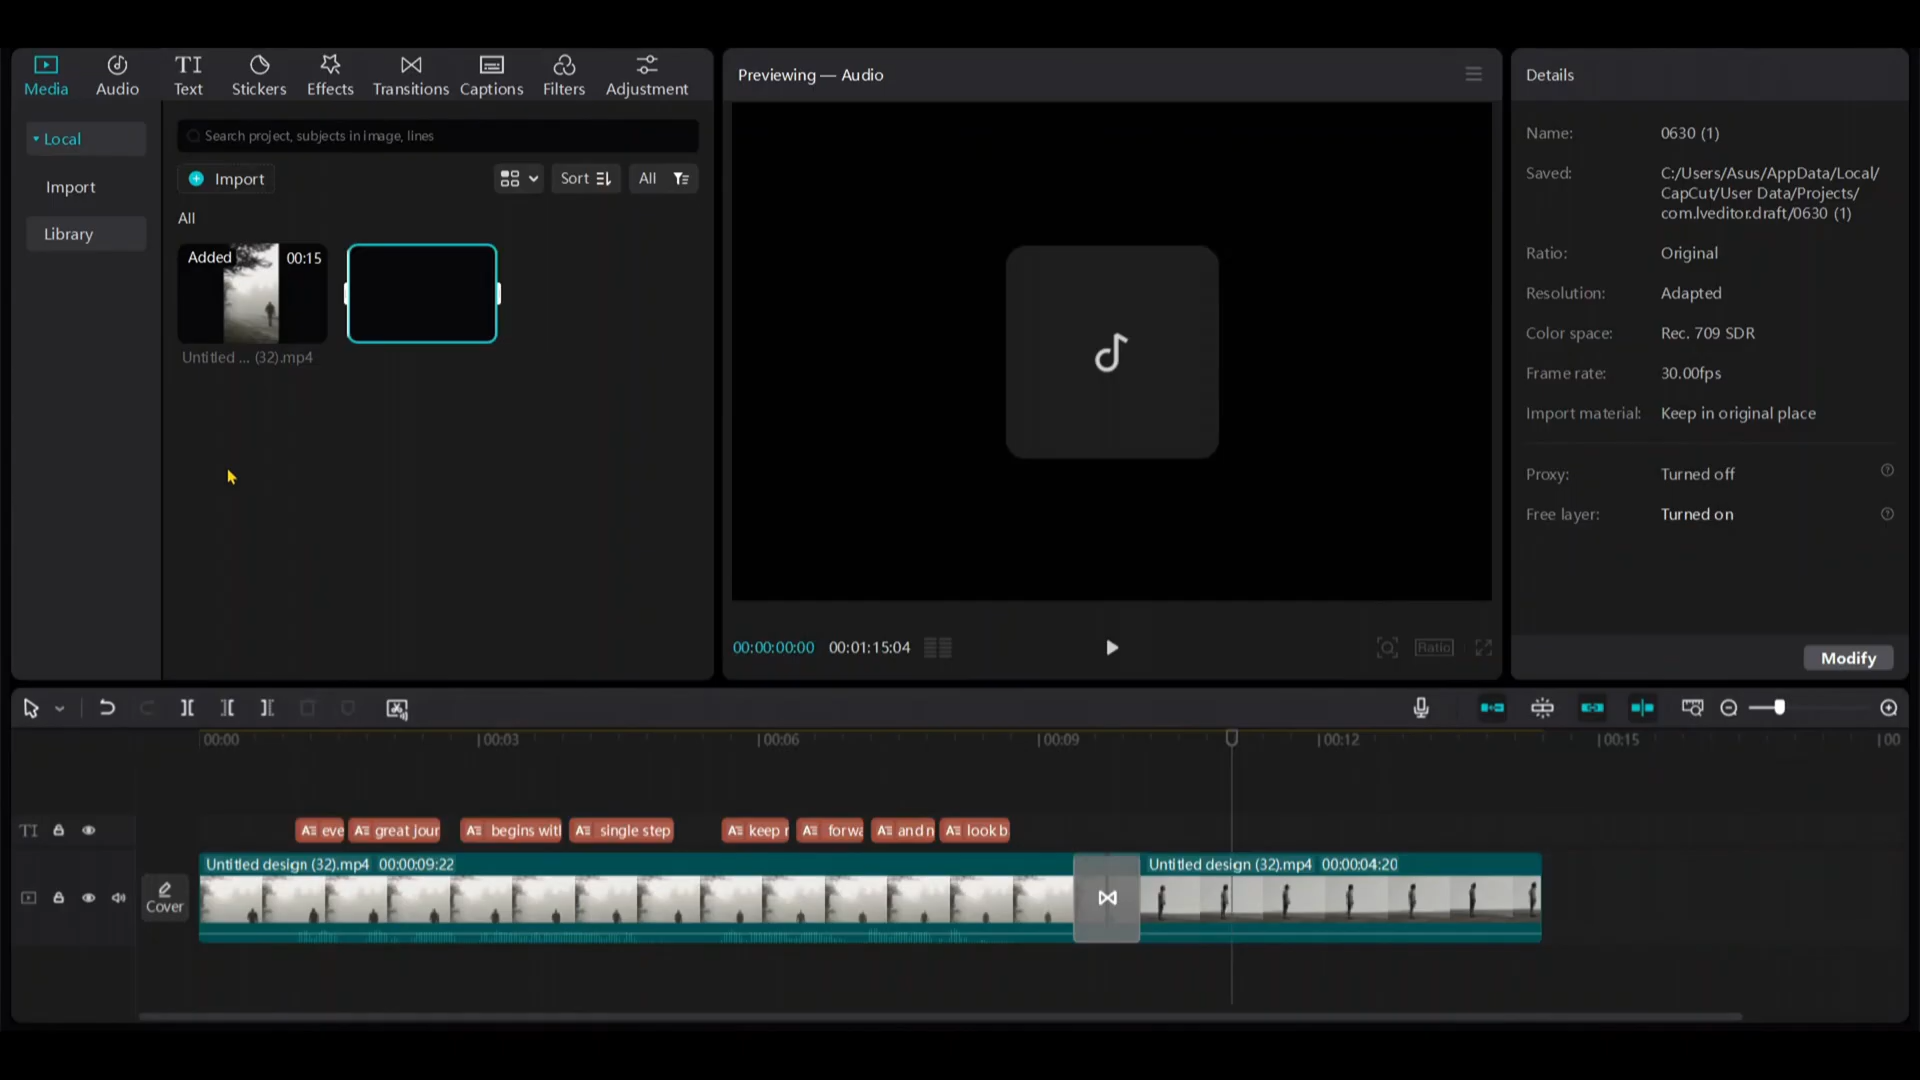 Media
Audio
TI
Text
Stickers
Effects
Transitions
Captions
Filters
Adjustment
Local
Import
Library
Search project, subjects in image, lines
Import
Sort
All
All
Added
00:15
Untitled ... (32).mp4
Previewing — Audio
00:00:00:00
00:01:15:04
Ratio
Details
Name:
0630 (1)
Saved:
C:/Users/Asus/AppData/Local/
CapCut/User Data/Projects/
com.lveditor.draft/0630 (1)
Ratio:
Original
Resolution:
Adapted
Color space:
Rec. 709 SDR
Frame rate:
30.00fps
Import material:
Keep in original place
Proxy:
Turned off
Free layer:
Turned on
Modify
00:00
00:03
00:06
00:09
00:12
00:15
00
TI
eve
great jour
begins with
single step
keep r
forwa
and n
look b
Cover
Untitled design (32).mp4 00:00:09:22
Untitled design (32).mp4 00:00:04:20